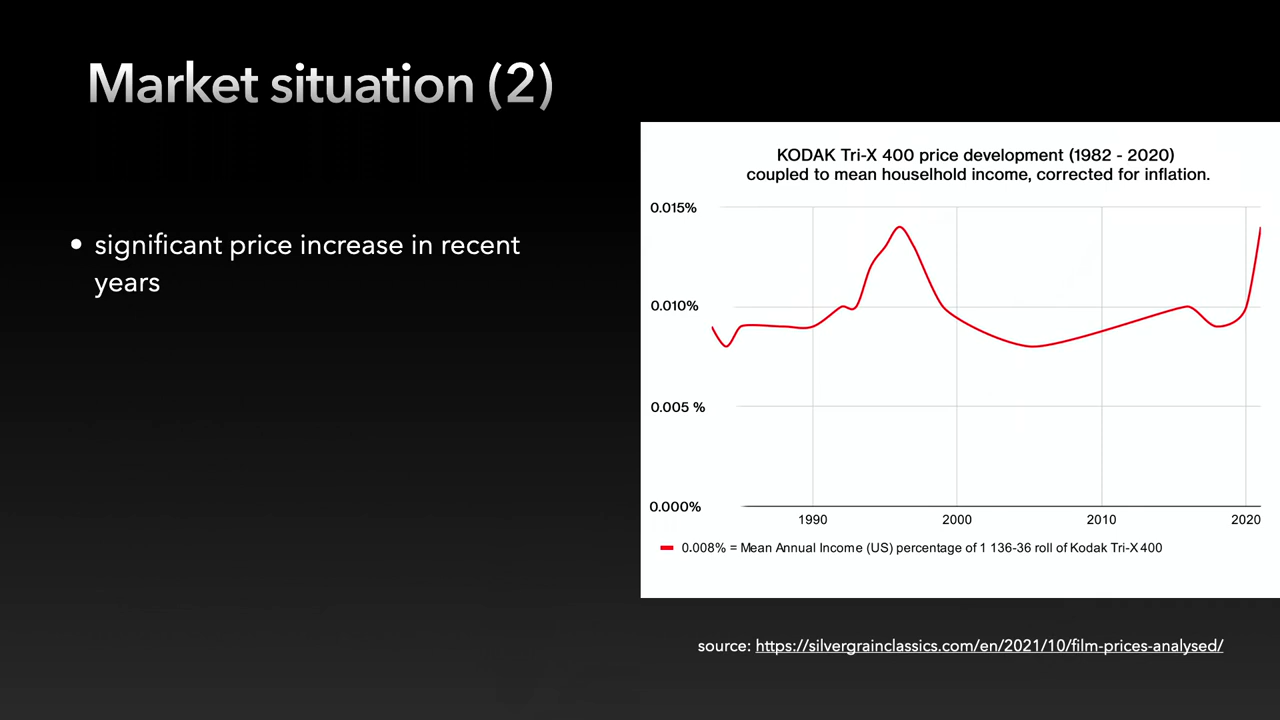 Market situation (2)
• significant price increase in recent
years
KODAK Tri-X 400 price development (1982 - 2020)
coupled to mean houselhold income, corrected for inflation.
0.015%
0.010%
0.005 %
0.000%
1990 2000 2010 2020
0.008% = Mean Annual Income (US) percentage of 1 136-36 roll of Kodak Tri-X 400
source: https://silvergrainclassics.com/en/2021/10/film-prices-analysed/